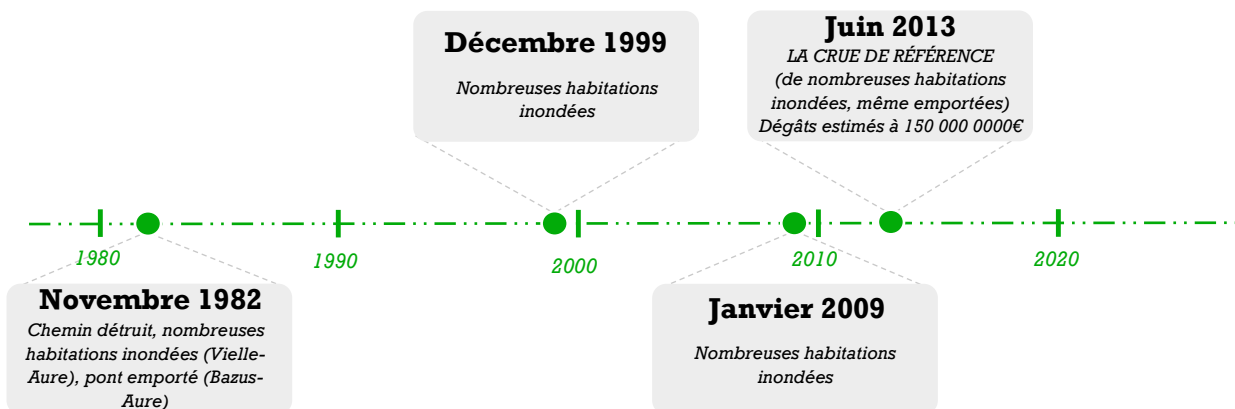 Décembre 1999
Nombreuses habitations
inondées
Juin 2013
LA CRUE DE RÉFÉRENCE
(de nombreuses habitations
inondées, même emportées)
Dégâts estimés à 150 000 0000€
1980
1990
2000
2010
2020
Novembre 1982
Chemin détruit, nombreuses
habitations inondées (Vielle-
Aure), pont emporté (Bazus-
Aure)
Janvier 2009
Nombreuses habitations
inondées